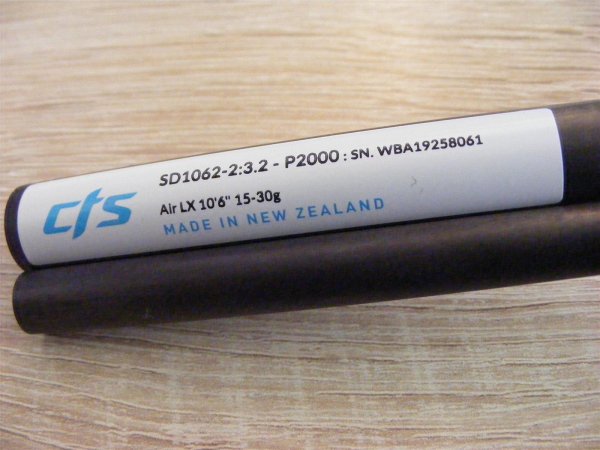 cts
SD1062-2:3.2 - P2000 : SN. WBA19258061
Air LX 10'6" 15-30g
MADE IN NEW ZEALAND